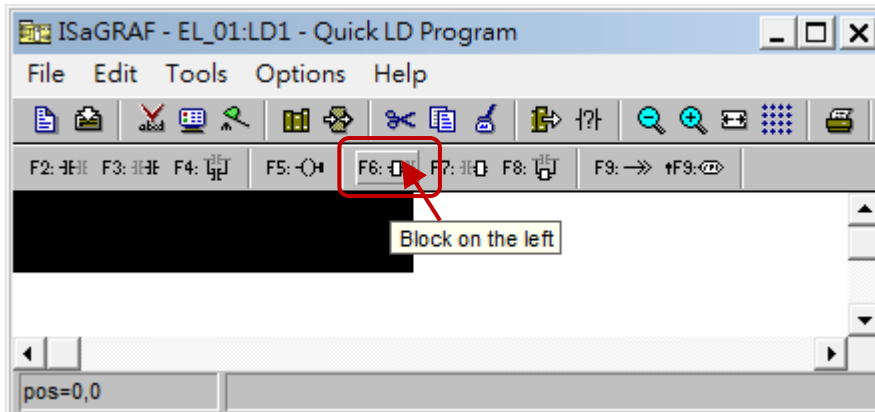 ISaGRAF - EL_01:LD1 - Quick LD Program
File Edit Tools Options Help
F2: F3: F4: F5: F6: F7: F8: F9: F9:
Block on the left
pos=0,0